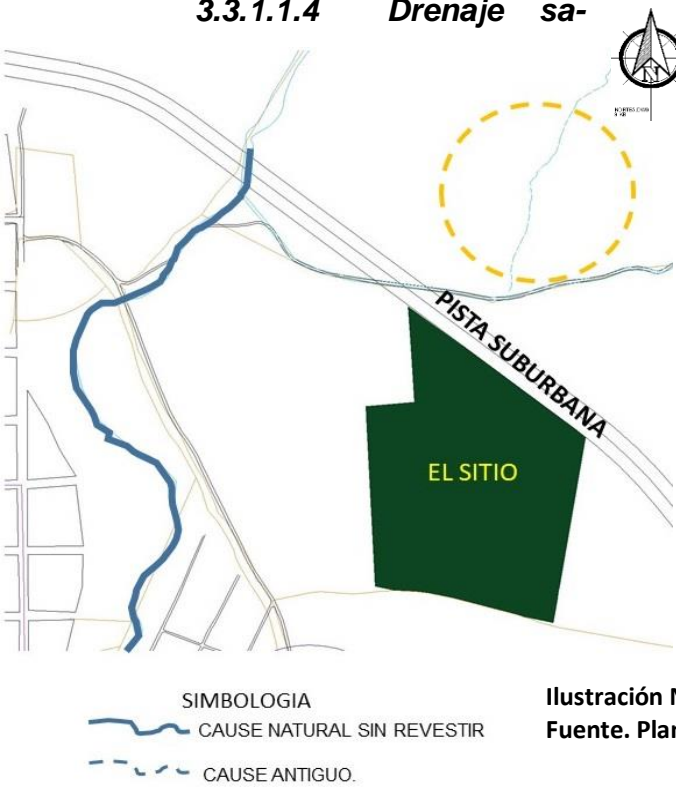 3.3.1.1.4 Drenaje sa-
N
PISTA SUBURBANA
EL SITIO
SIMBOLOGIA
CAUSE NATURAL SIN REVESTIR
CAUSE ANTIGUO.
Ilustración N
Fuente. Plan